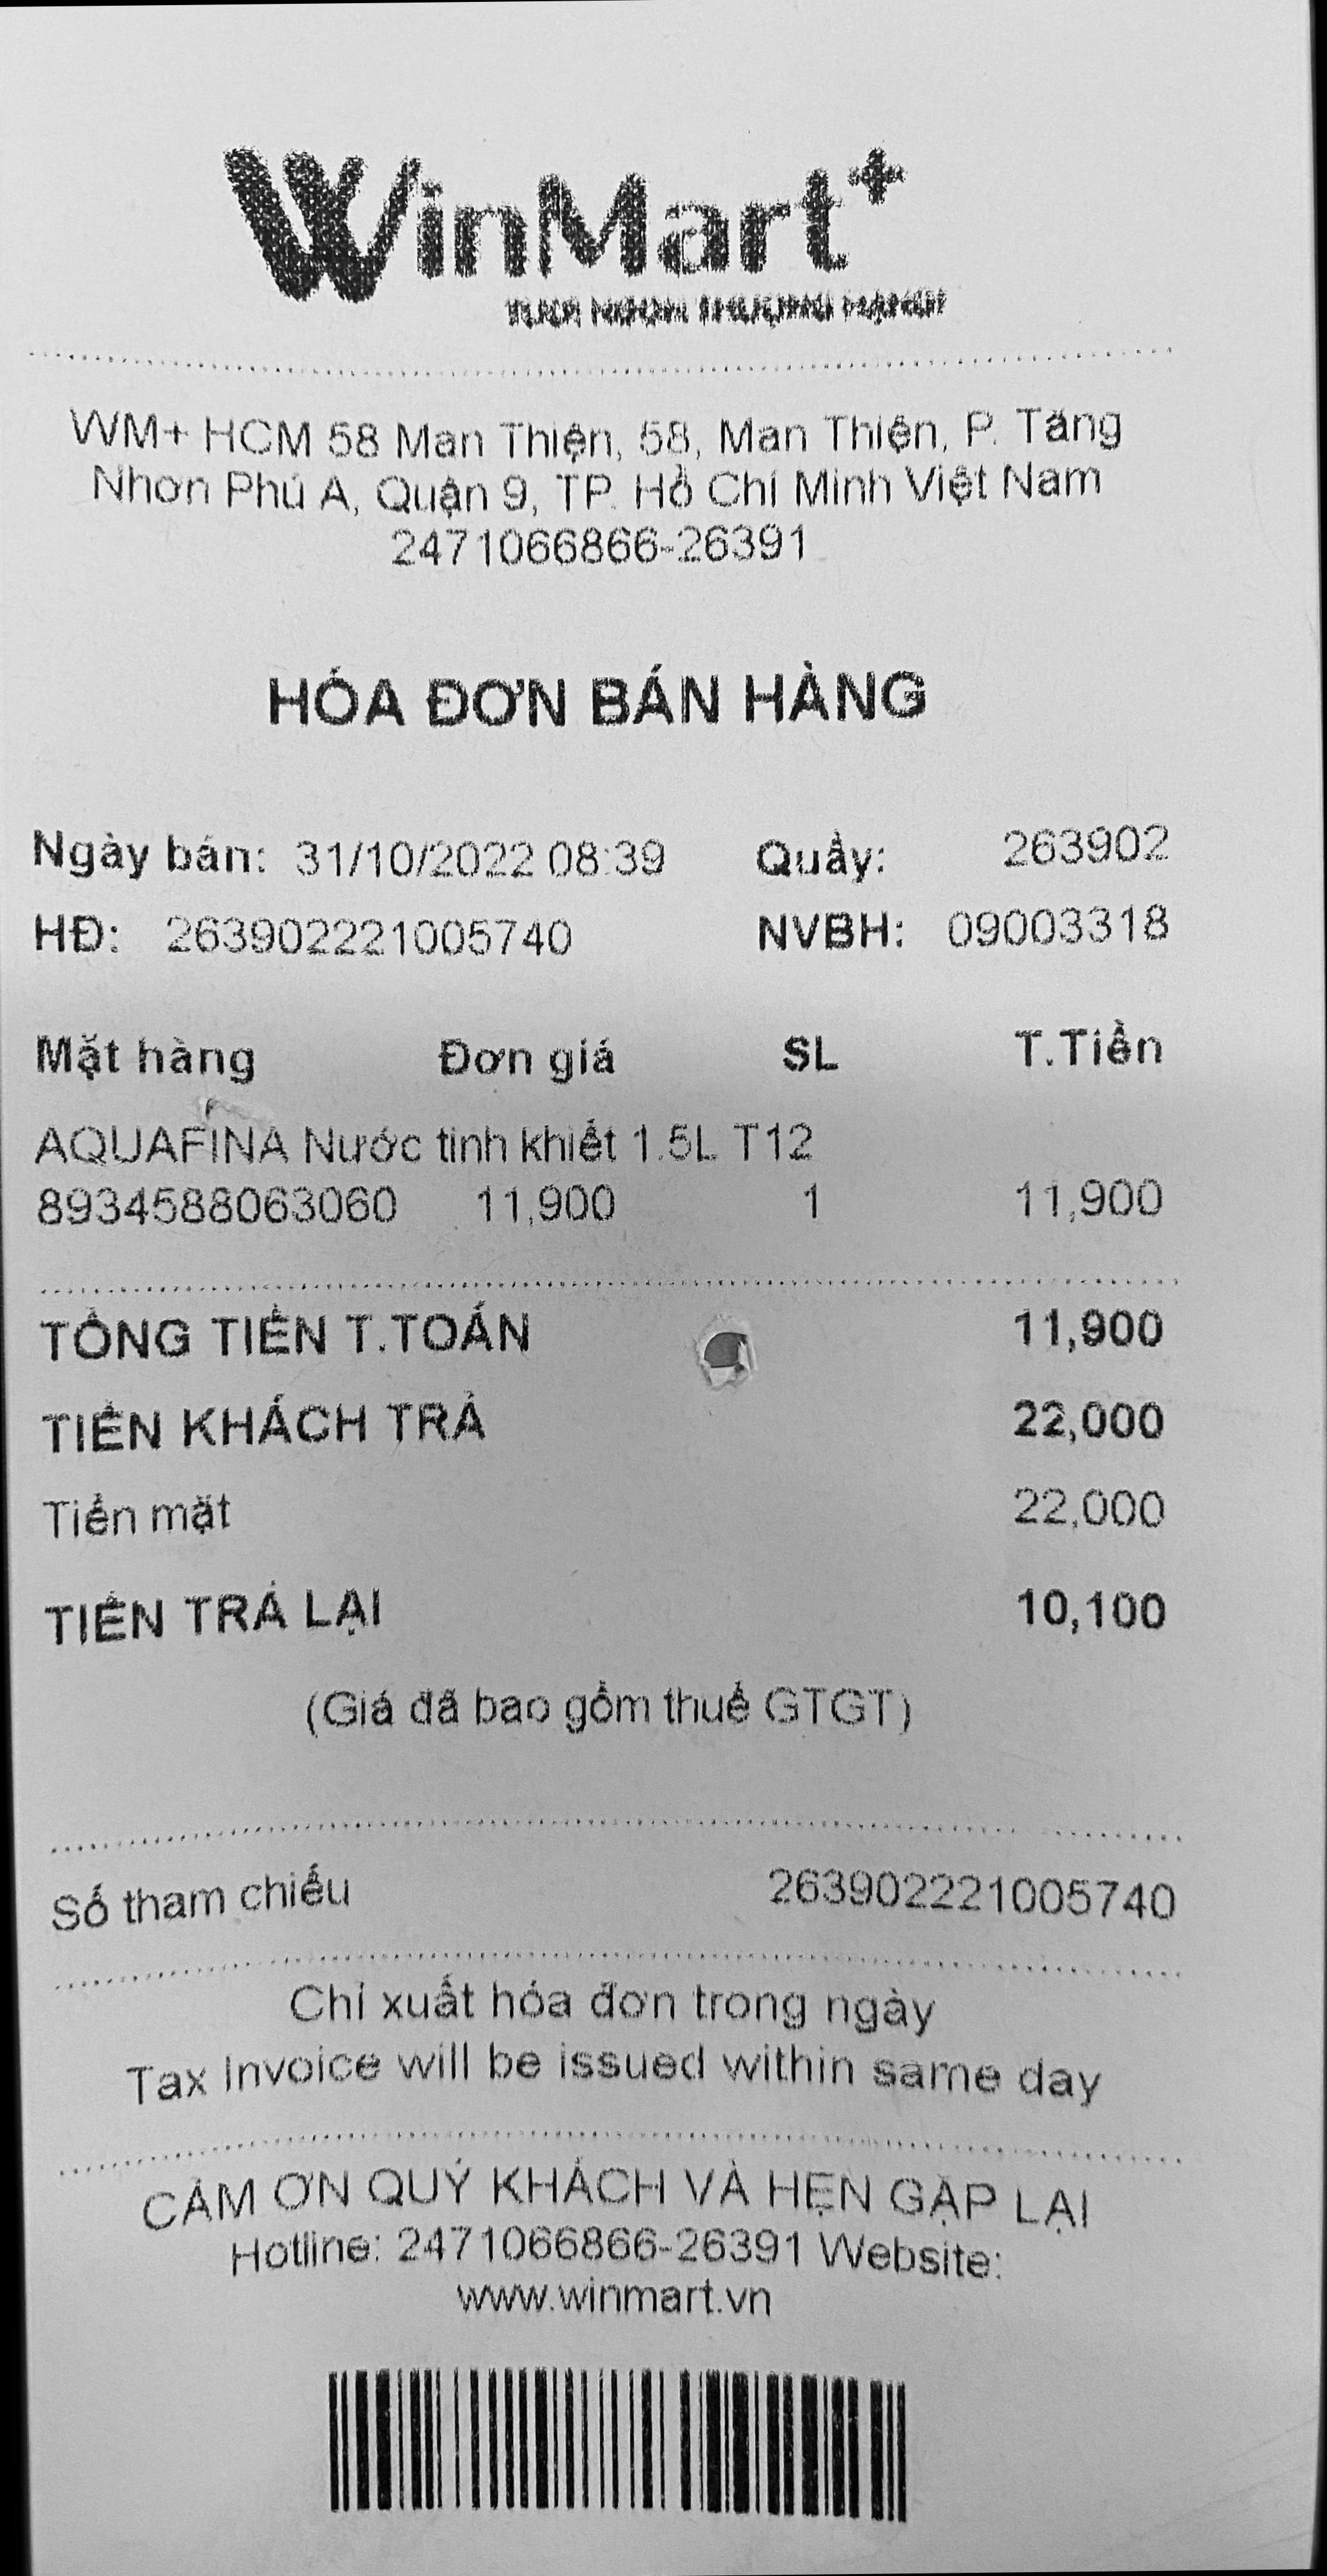 WinMart+
TƯƠI NGON THƯỢNG HẠNG
WM+ HCM 58 Man Thiện, 58, Man Thiện, P. Tăng
Nhơn Phú A, Quận 9, TP. Hồ Chí Minh Việt Nam
2471066866-26391
HÓA ĐƠN BÁN HÀNG
Ngày bán: 31/10/2022 08:39 Quầy: 263902
HĐ: 263902221005740 NVBH: 09003318
Mặt hàng Đơn giá SL T.Tiền
AQUAFINA Nước tinh khiết 1.5L T12
8934588063060 11,900 1 11,900
TỔNG TIỀN T.TOÁN 11,900
TIỀN KHÁCH TRẢ 22,000
Tiền mặt 22,000
TIỀN TRẢ LẠI 10,100
(Giá đã bao gồm thuế GTGT)
Số tham chiếu 263902221005740
Chỉ xuất hóa đơn trong ngày
Tax Invoice will be issued within same day
CẢM ƠN QUÝ KHÁCH VÀ HẸN GẶP LẠI
Hotline: 2471066866-26391 Website:
www.winmart.vn